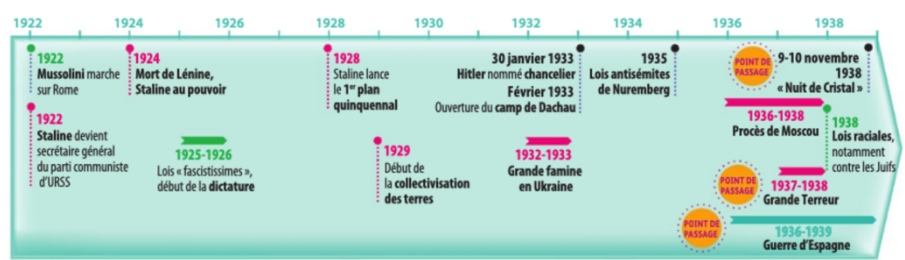 1922 1924 1926 1928 1930 1932 1934 1936 1938
1922
Mussolini marche
sur Rome
1924
Mort de Lénine,
Staline au pouvoir
1928
Staline lance
le 1er plan
quinquennal
30 janvier 1933
Hitler nommé chancelier
Février 1933
Ouverture du camp de Dachau
1935
Lois antisémites
de Nuremberg
POINT DE
PASSAGE
9-10 novembre
1938
« Nuit de Cristal »
1922
Staline devient
secrétaire général
du parti communiste
d'URSS
1925-1926
Lois « fascistissimes »,
début de la dictature
1929
Début de
la collectivisation
des terres
1932-1933
Grande famine
en Ukraine
1936-1938
Procès de Moscou
1938
Lois raciales,
notamment
contre les Juifs
POINT DE
PASSAGE
1937-1938
Grande Terreur
POINT DE
PASSAGE
1936-1939
Guerre d'Espagne